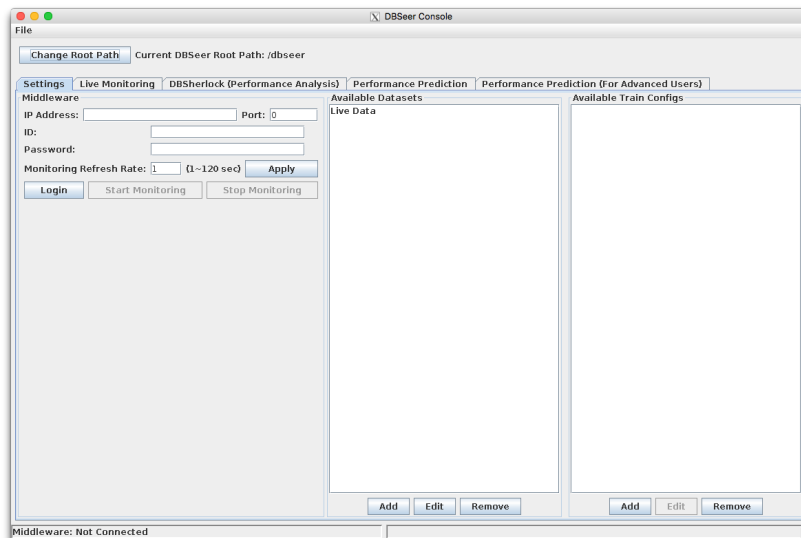 DBSeer Console
File
Change Root Path Current DBSeer Root Path: /dbseer
Settings Live Monitoring DBSherlock (Performance Analysis) Performance Prediction Performance Prediction (For Advanced Users)
Middleware
IP Address: Port: 0
ID:
Password:
Monitoring Refresh Rate: 1 (1~120 sec) Apply
Login Start Monitoring Stop Monitoring
Available Datasets
Live Data
Add Edit Remove
Available Train Configs
Add Edit Remove
Middleware: Not Connected